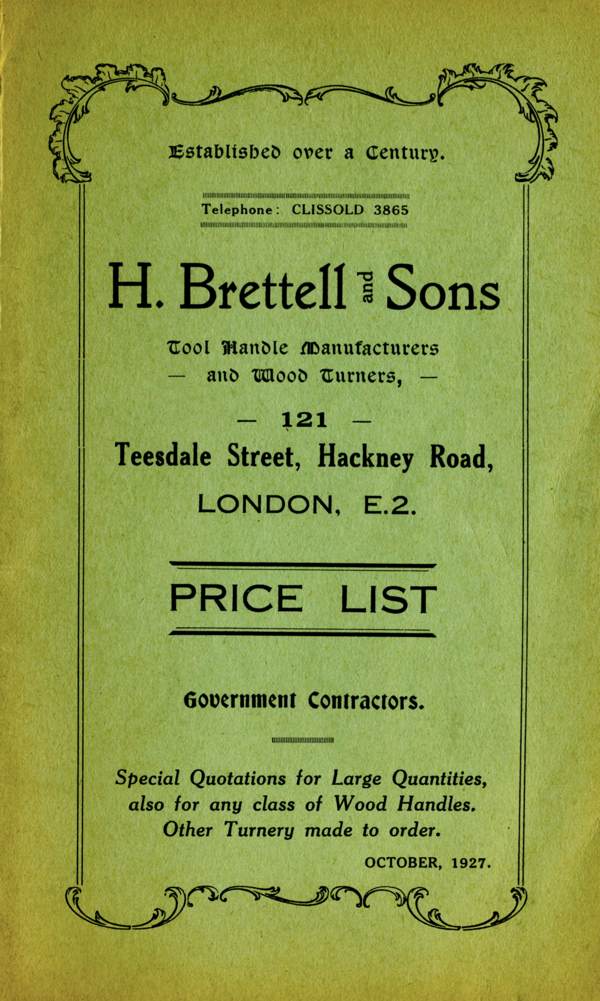 Established over a Century.
Telephone: CLISSOLD 3865
H. Brettell and Sons
Tool Handle Manufacturers
— and Wood Turners, —
— 121 —
Teesdale Street, Hackney Road,
LONDON, E.2.
PRICE LIST
Government Contractors.
Special Quotations for Large Quantities,
also for any class of Wood Handles.
Other Turnery made to order.
OCTOBER, 1927.